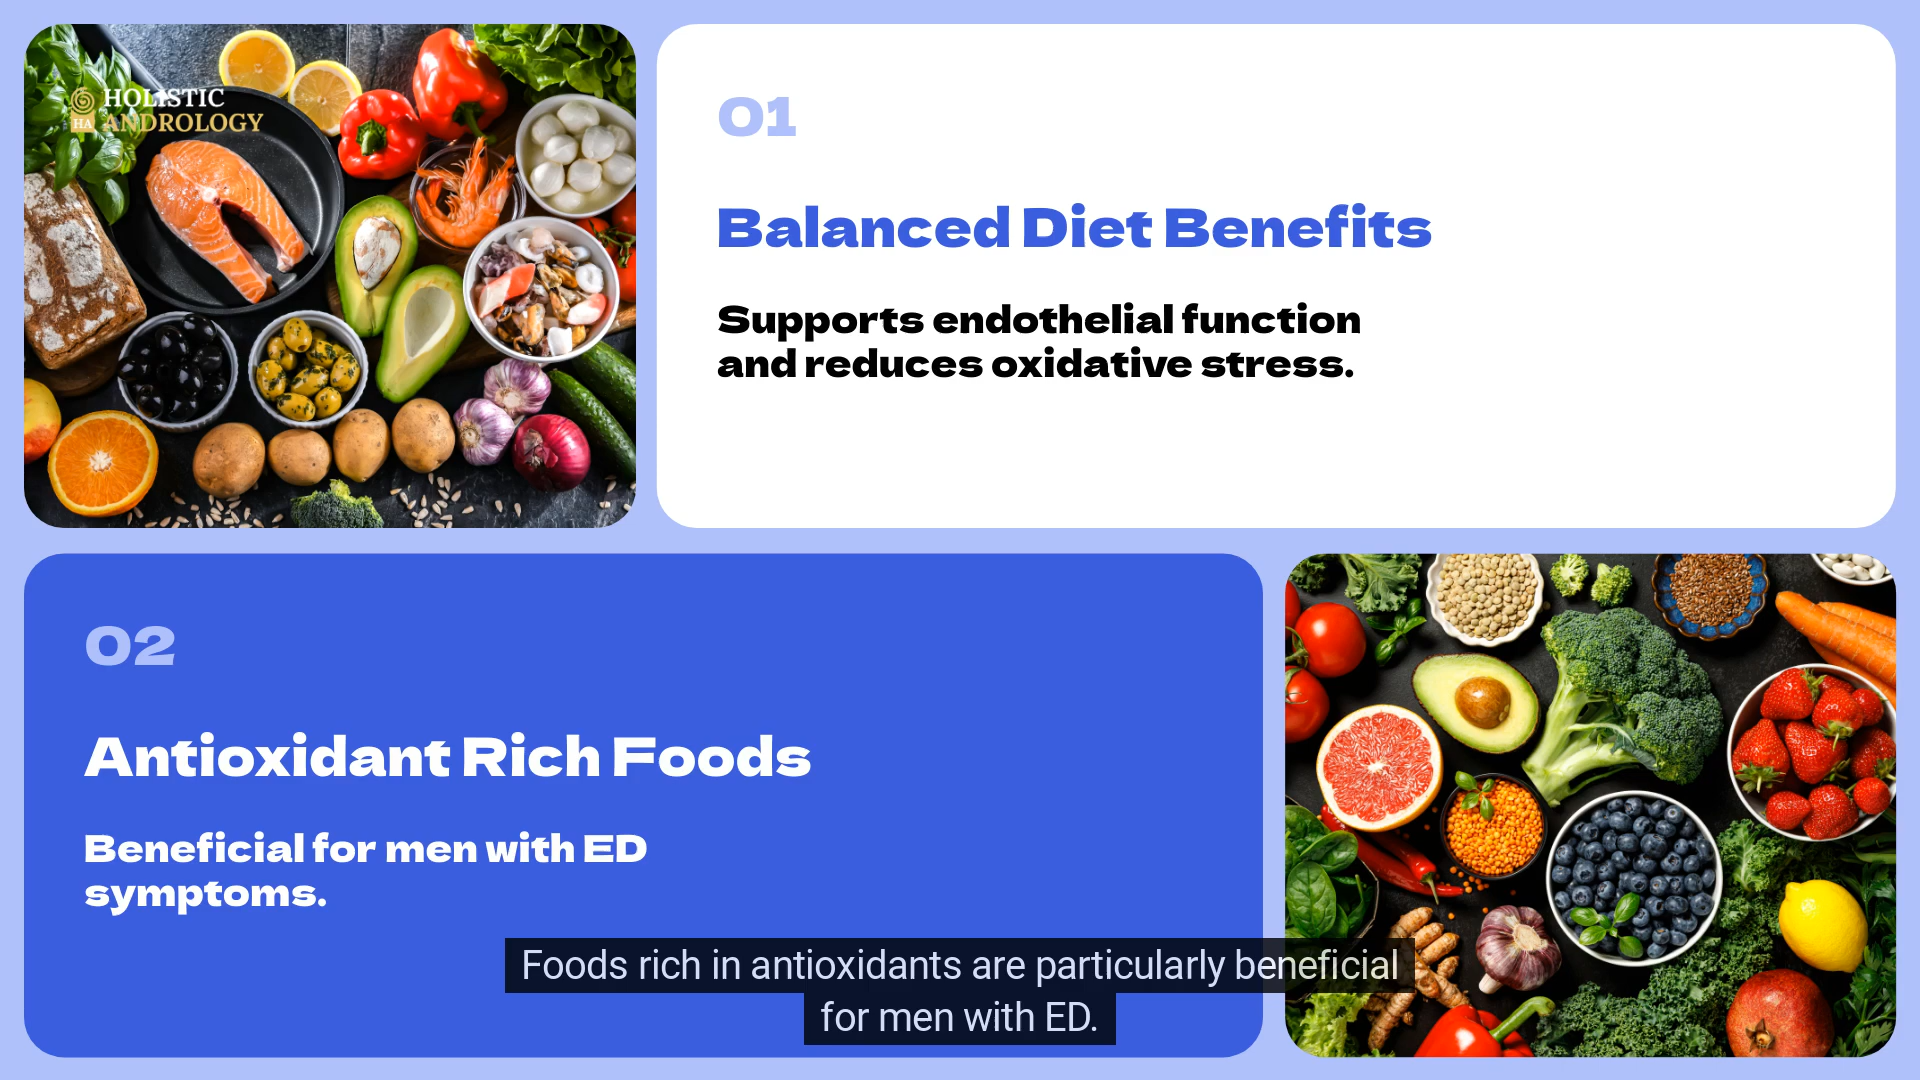 HOLISTIC
ANDROLOGY
HA
01
Balanced Diet Benefits
Supports endothelial function
and reduces oxidative stress.
02
Antioxidant Rich Foods
Beneficial for men with ED
symptoms.
Foods rich in antioxidants are particularly beneficial
for men with ED.